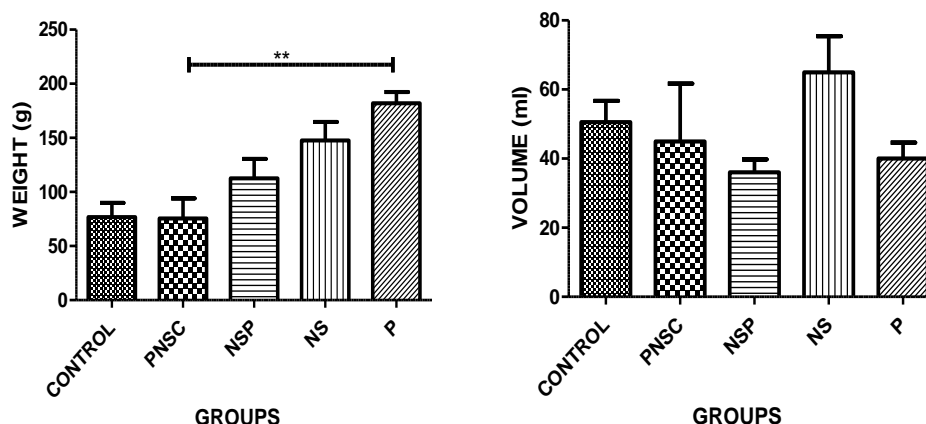 250
200
150
100
50
0
WEIGHT (g)
**
CONTROL
PNSC
NSP
NS
P
GROUPS
80
60
40
20
0
VOLUME (ml)
CONTROL
PNSC
NSP
NS
P
GROUPS